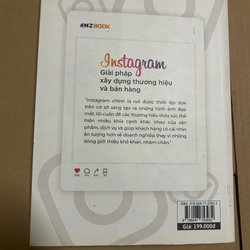 #MZBOOK
Instagram
Giải pháp
xây dựng thương hiệu
và bán hàng
"Instagram chính là nơi được thiết lập dựa
trên cơ sở sáng tạo ra những hình ảnh đẹp
mắt, lôi cuốn để các thương hiệu thỏa sức thể
hiện nhiều khía cạnh khác nhau của sản
phẩm, dịch vụ và giúp khách hàng có cái nhìn
ấn tượng hơn về doanh nghiệp thay vì những
dòng giới thiệu khô khan, nhàm chán."
Giá: 199.000đ